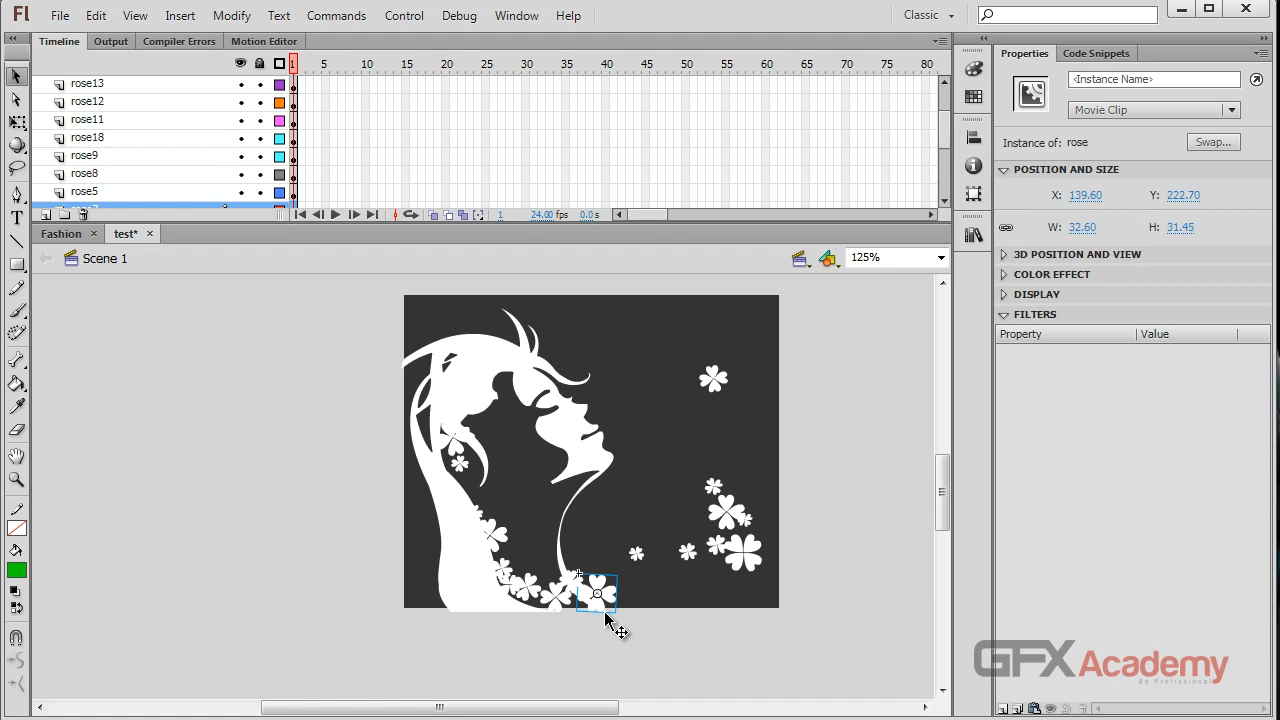 Fl File Edit View Insert Modify Text Commands Control Debug Window Help Classic
Timeline Output Compiler Errors Motion Editor
1 5 10 15 20 25 30 35 40 45 50 55 60 65 70 75 80
rose13
rose12
rose11
rose18
rose9
rose8
rose5
1 24.00 fps 0.0 s
Fashion test*
Scene 1 125%
Properties Code Snippets
<Instance Name>
Movie Clip
Instance of: rose Swap...
POSITION AND SIZE
X: 139.60 Y: 222.70
W: 32.60 H: 31.45
3D POSITION AND VIEW
COLOR EFFECT
DISPLAY
FILTERS
Property Value
GFX Academy
Be Professional